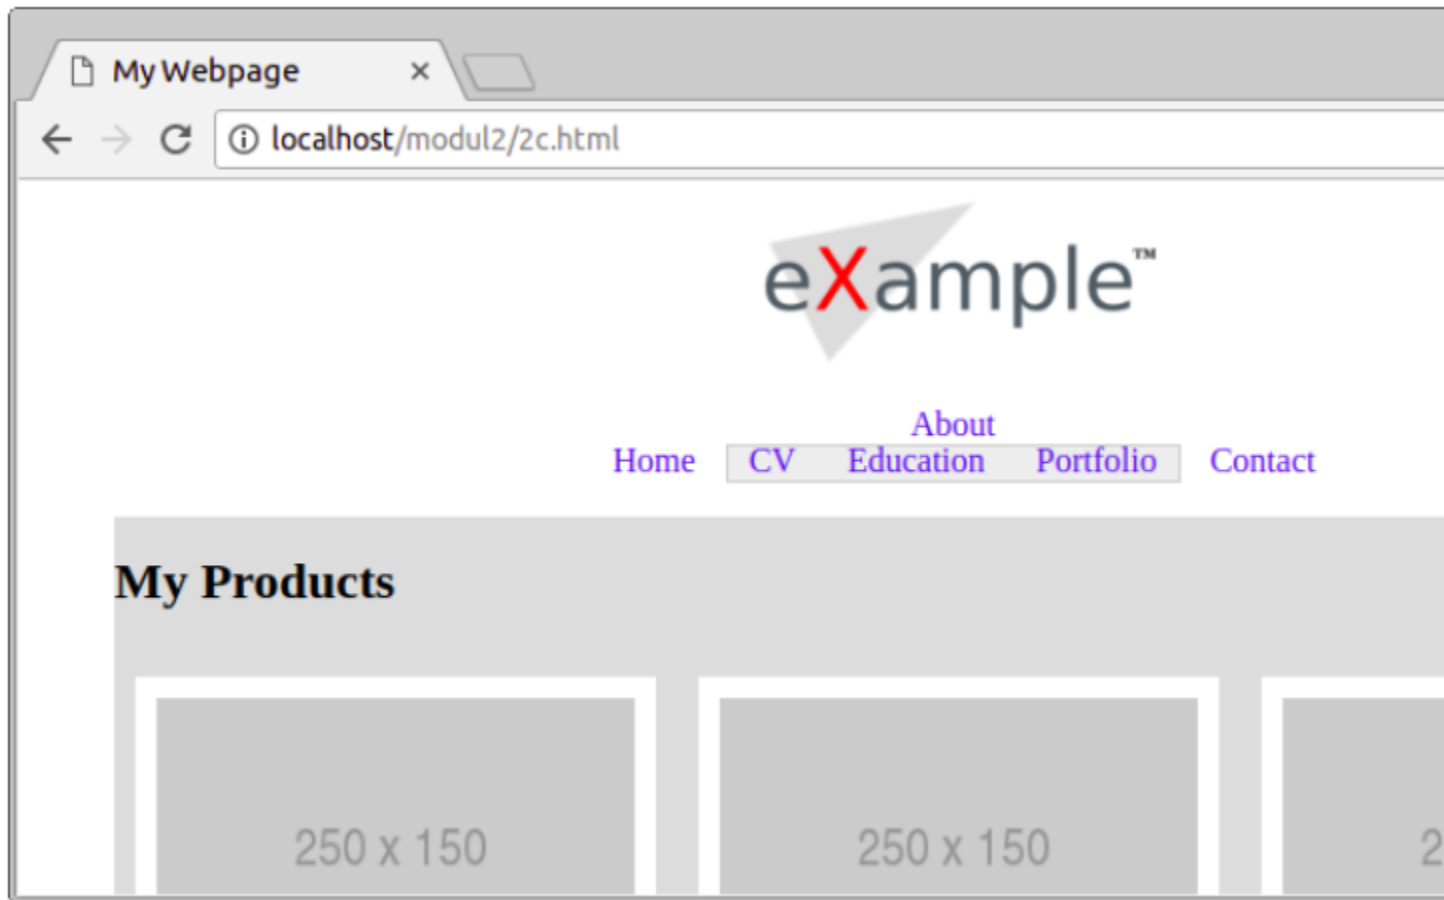 My Webpage
localhost/modul2/2c.html
eXample™
About
Home CV Education Portfolio Contact
My Products
250 x 150 250 x 150 2